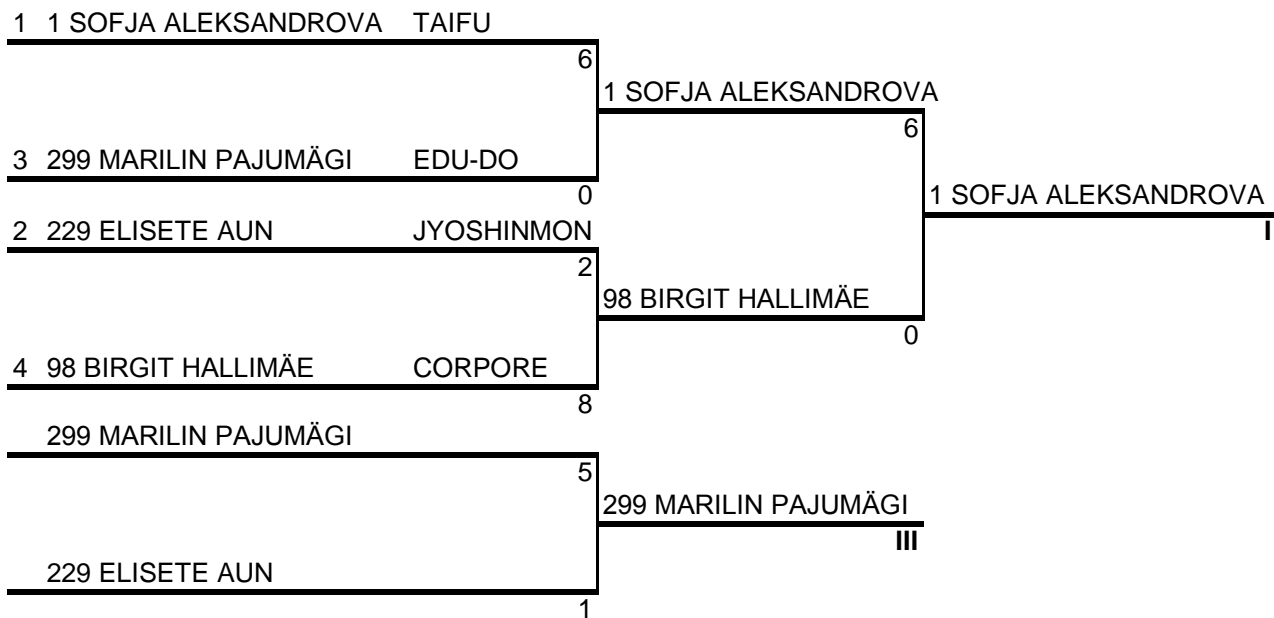 1 1 SOFJA ALEKSANDROVA TAIFU
6
1 SOFJA ALEKSANDROVA
6
3 299 MARILIN PAJUMÄGI EDU-DO
0
1 SOFJA ALEKSANDROVA
I
2 229 ELISETE AUN JYOSHINMON
2
98 BIRGIT HALLIMÄE
0
4 98 BIRGIT HALLIMÄE CORPORE
8
299 MARILIN PAJUMÄGI
5
299 MARILIN PAJUMÄGI
III
229 ELISETE AUN
1